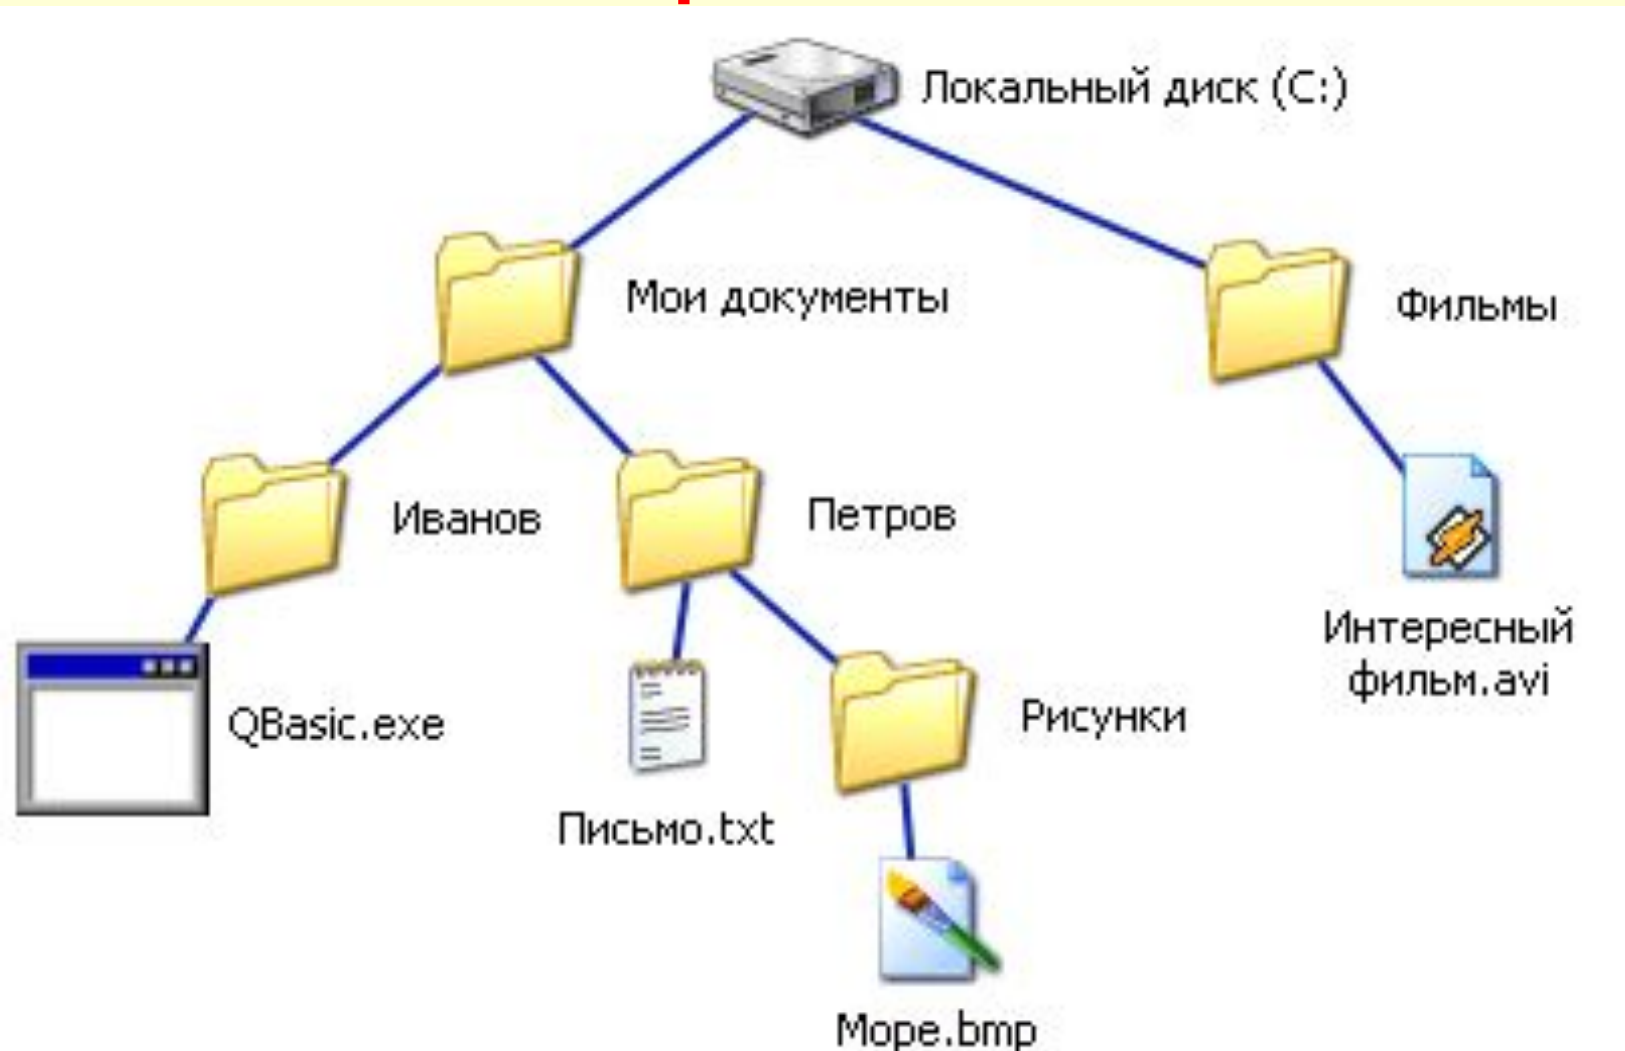 Локальный диск (C:)
Мои документы
Фильмы
Иванов
Петров
Интересный
фильм.avi
QBasic.exe
Рисунки
Письмо.txt
Море.bmp